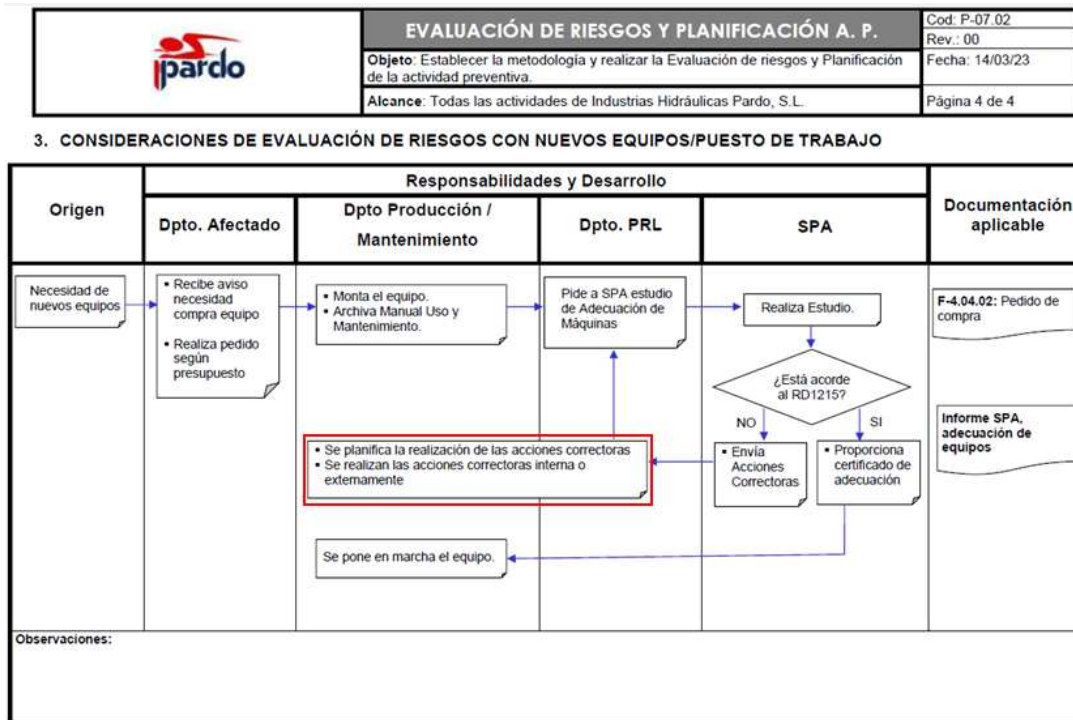 pardo
EVALUACIÓN DE RIESGOS Y PLANIFICACIÓN A. P.
Objeto: Establecer la metodología y realizar la Evaluación de riesgos y Planificación
de la actividad preventiva.
Alcance: Todas las actividades de Industrias Hidráulicas Pardo, S.L.
Cod: P-07.02
Rev.: 00
Fecha: 14/03/23
Página 4 de 4
3. CONSIDERACIONES DE EVALUACIÓN DE RIESGOS CON NUEVOS EQUIPOS/PUESTO DE TRABAJO
Origen
Responsabilidades y Desarrollo
Documentación
aplicable
Dpto. Afectado
Dpto Producción /
Mantenimiento
Dpto. PRL
SPA
Necesidad de
nuevos equipos
▪ Recibe aviso
necesidad
compra equipo
▪ Realiza pedido
según
presupuesto
▪ Monta el equipo.
▪ Archiva Manual Uso y
Mantenimiento.
Pide a SPA estudio
de Adecuación de
Máquinas
Realiza Estudio.
¿Está acorde
al RD1215?
NO
SI
▪ Envía
Acciones
Correctoras
▪ Proporciona
certificado de
adecuación
▪ Se planifica la realización de las acciones correctoras
▪ Se realizan las acciones correctoras interna o
externamente
Se pone en marcha el equipo.
F-4.04.02: Pedido de
compra
Informe SPA,
adecuación de
equipos
Observaciones: